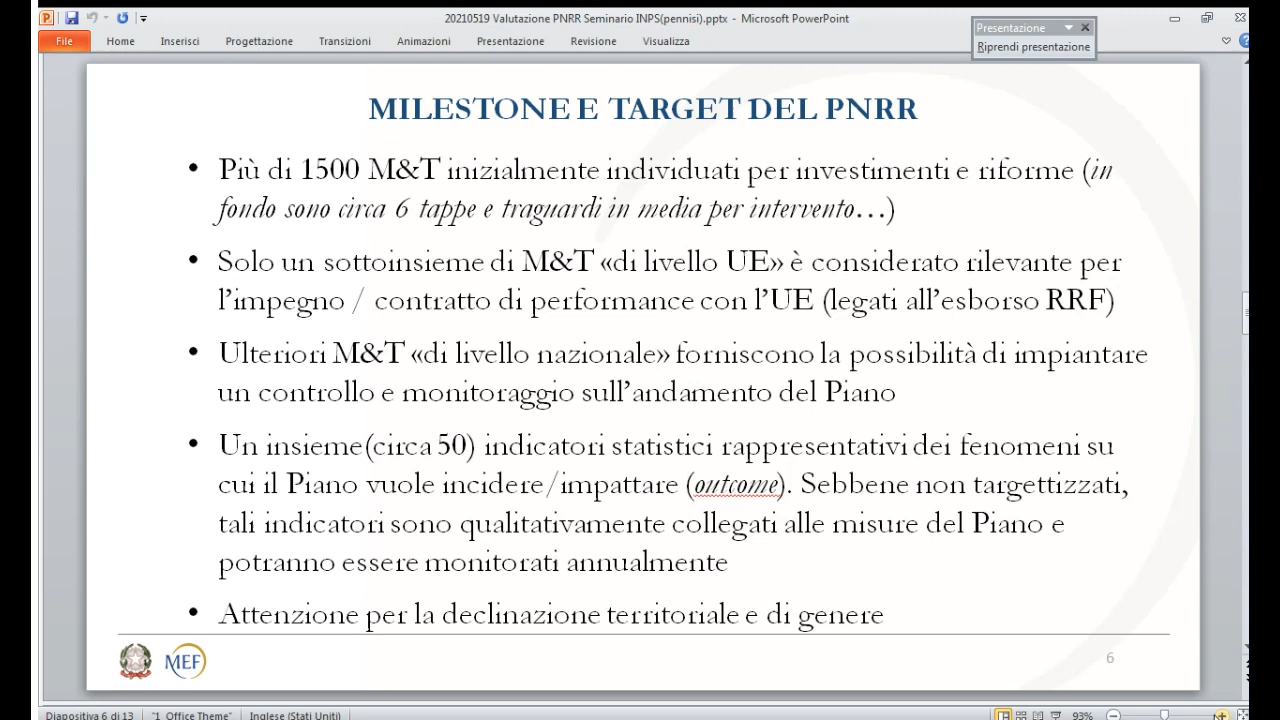 20210519 Valutazione PNRR Seminario INPS(pennisi).pptx - Microsoft PowerPoint
Presentazione
Riprendi presentazione
File Home Inserisci Progettazione Transizioni Animazioni Presentazione Revisione Visualizza
MILESTONE E TARGET DEL PNRR
• Più di 1500 M&T inizialmente individuati per investimenti e riforme (in
fondo sono circa 6 tappe e traguardi in media per intervento…)
• Solo un sottoinsieme di M&T «di livello UE» è considerato rilevante per
l'impegno / contratto di performance con l'UE (legati all'esborso RRF)
• Ulteriori M&T «di livello nazionale» forniscono la possibilità di impiantare
un controllo e monitoraggio sull'andamento del Piano
• Un insieme(circa 50) indicatori statistici rappresentativi dei fenomeni su
cui il Piano vuole incidere/impattare (outcome). Sebbene non targettizzati,
tali indicatori sono qualitativamente collegati alle misure del Piano e
potranno essere monitorati annualmente
• Attenzione per la declinazione territoriale e di genere
MEF
6
Diapositiva 6 di 13 "1_Office Theme" Inglese (Stati Uniti) 93%